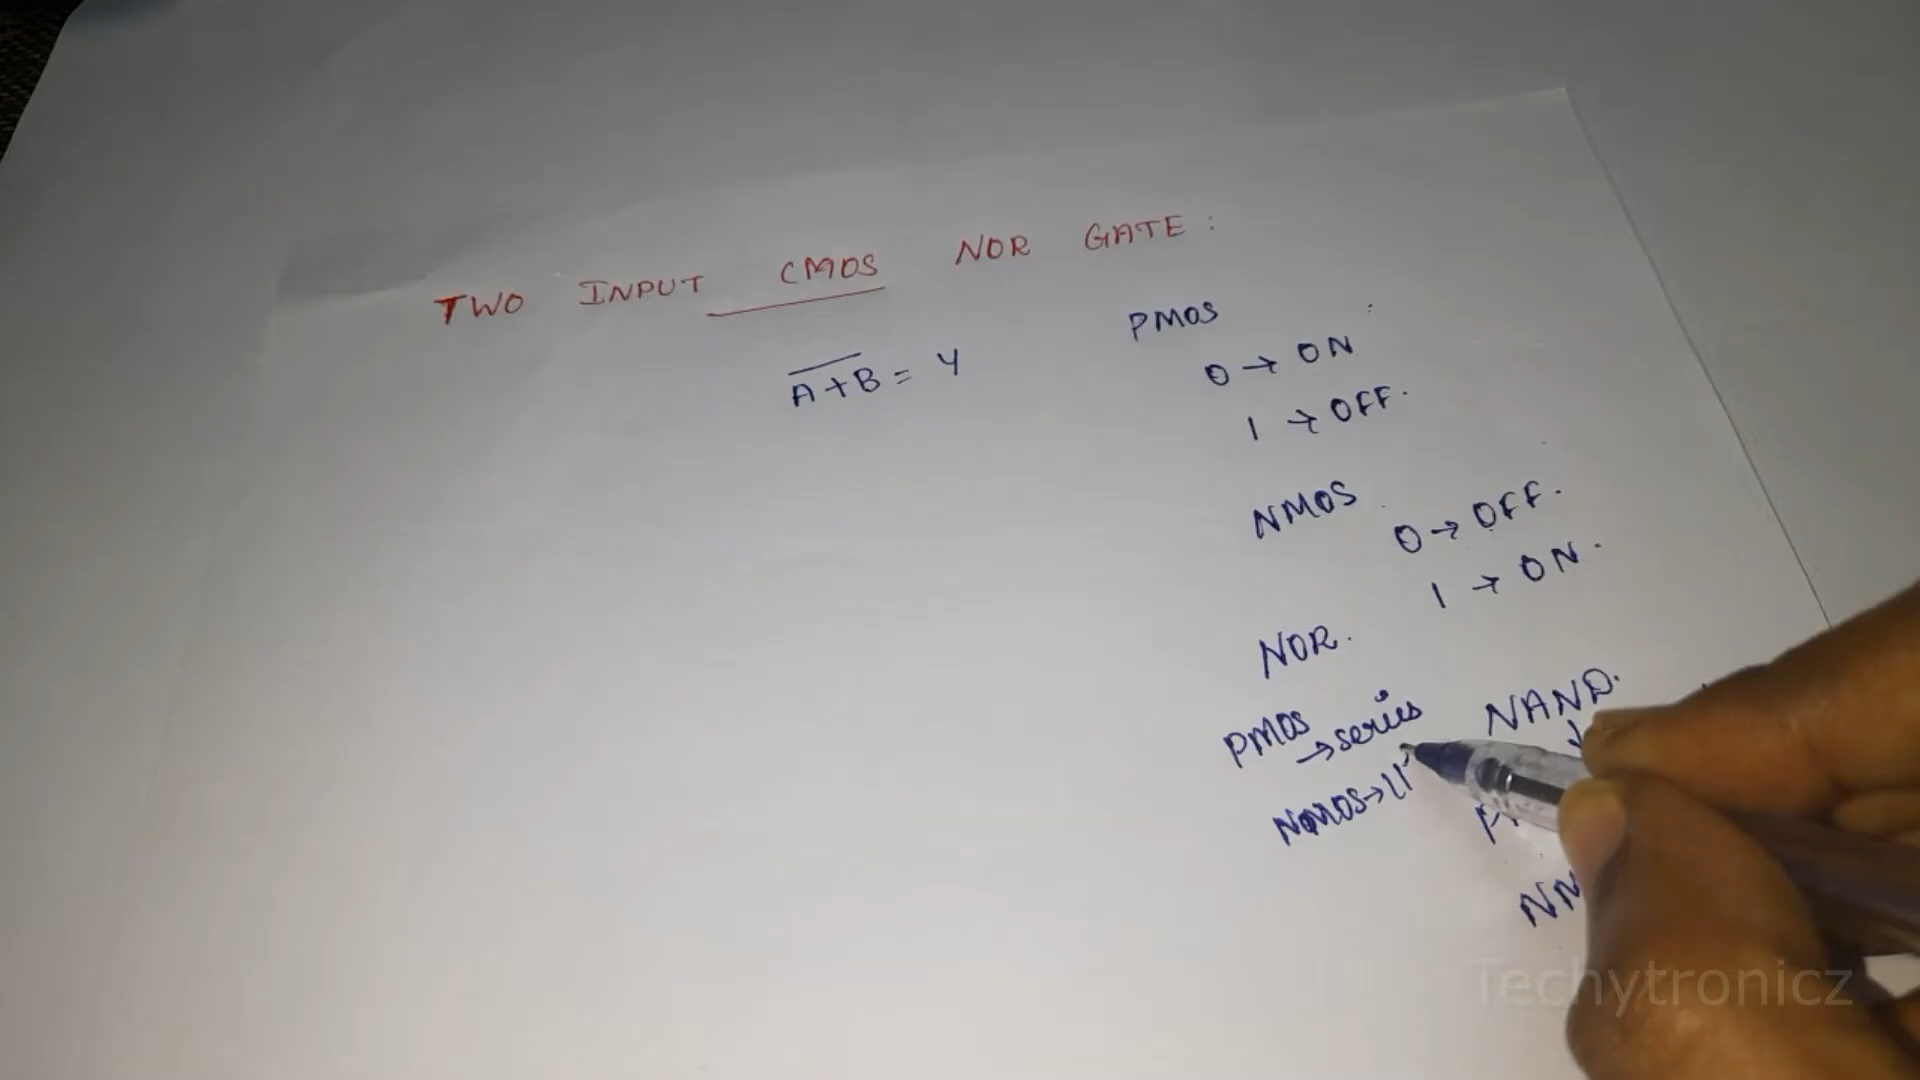 TWO INPUT CMOS NOR GATE :
A+B = Y
PMOS
0 → ON
1 → OFF.
NMOS
0 → OFF.
1 → ON.
NOR.
PMOS → series
NMOS →
NAND.
Techytronicz